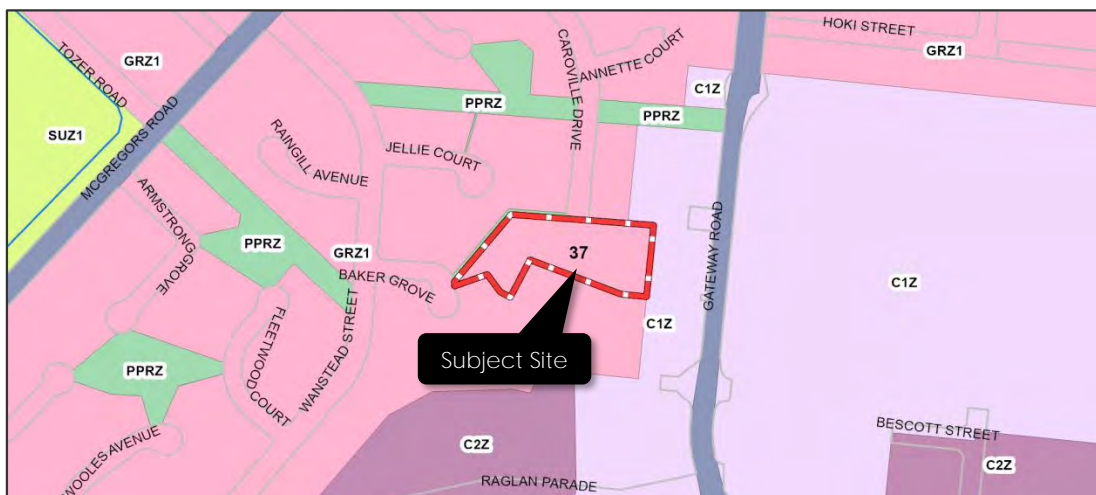 HOKI STREET
GRZ1
CAROVILLE DRIVE
ANNETTE COURT
TOZER ROAD
GRZ1
C1Z
PPRZ
PPRZ
SUZ1
MCGREGORS ROAD
RAINGILL AVENUE
JELLIE COURT
ARMSTRONG GROVE
PPRZ
GRZ1
37
GATEWAY ROAD
BAKER GROVE
C1Z
C1Z
FLEETWOOD COURT
WANSTEAD STREET
Subject Site
PPRZ
BESCOTT STREET
WOOLES AVENUE
C2Z
C2Z
RAGLAN PARADE